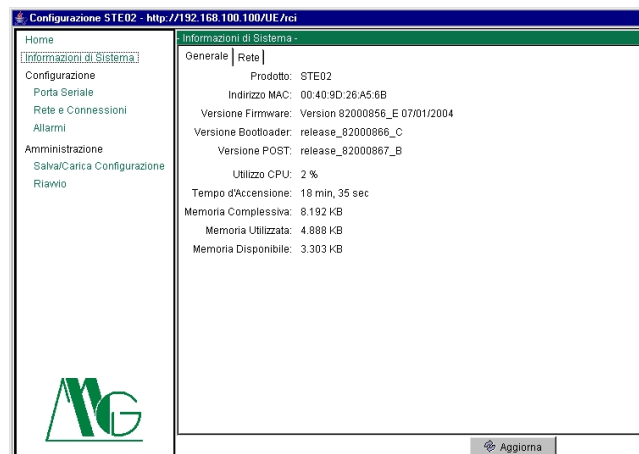 Configurazione STE02 - http://192.168.100.100/UE/rci
Home
Informazioni di Sistema
Configurazione
Porta Seriale
Rete e Connessioni
Allarmi
Amministrazione
Salva/Carica Configurazione
Riavvio
- Informazioni di Sistema -
Generale
Rete
Prodotto: STE02
Indirizzo MAC: 00:40:9D:26:A5:6B
Versione Firmware: Version 82000856_E 07/01/2004
Versione Bootloader: release_82000866_C
Versione POST: release_82000867_B
Utilizzo CPU: 2 %
Tempo d'Accensione: 18 min, 35 sec
Memoria Complessiva: 8.192 KB
Memoria Utilizzata: 4.888 KB
Memoria Disponibile: 3.303 KB
MG
Aggiorna